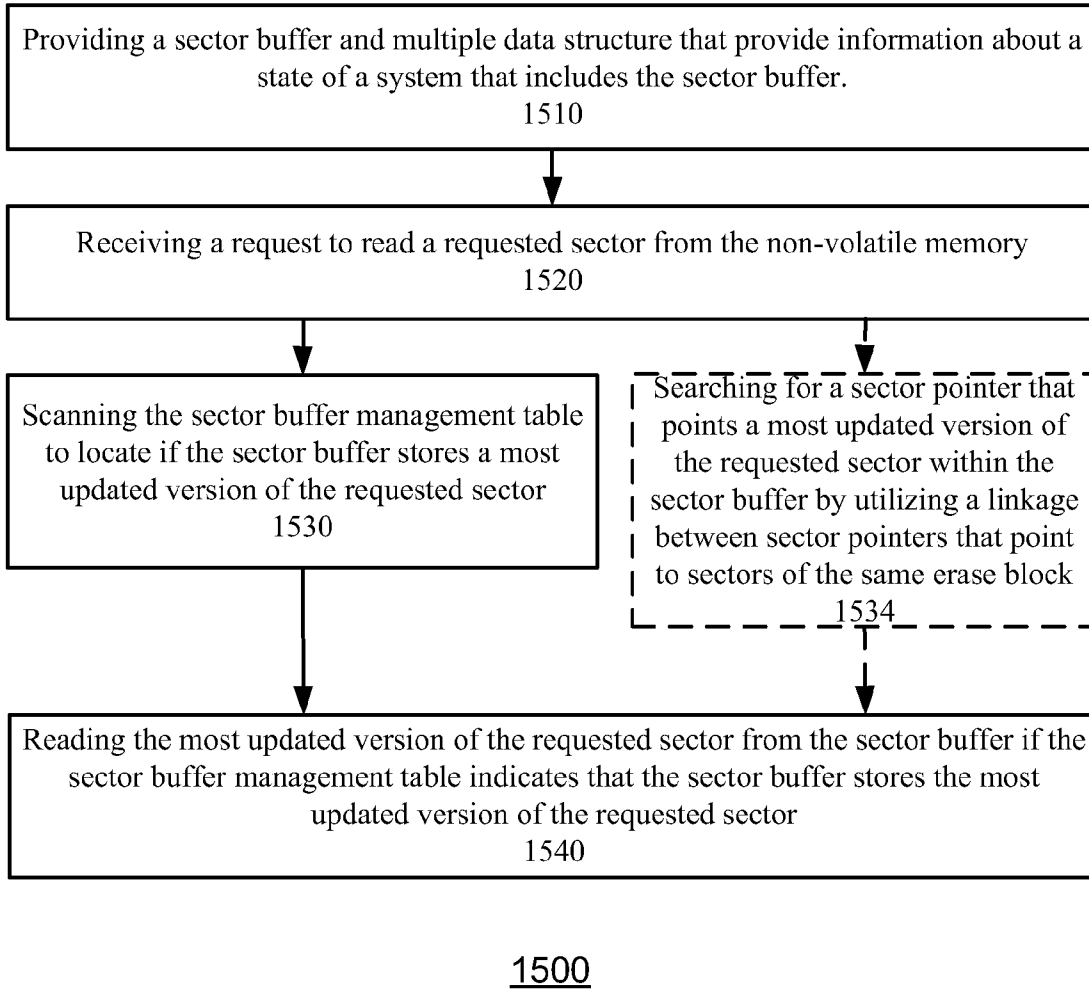 Providing a sector buffer and multiple data structure that provide information about a
state of a system that includes the sector buffer.
1510
Receiving a request to read a requested sector from the non-volatile memory
1520
Scanning the sector buffer management table
to locate if the sector buffer stores a most
updated version of the requested sector
1530
Searching for a sector pointer that
points a most updated version of
the requested sector within the
sector buffer by utilizing a linkage
between sector pointers that point
to sectors of the same erase block
1534
Reading the most updated version of the requested sector from the sector buffer if the
sector buffer management table indicates that the sector buffer stores the most
updated version of the requested sector
1540
1500